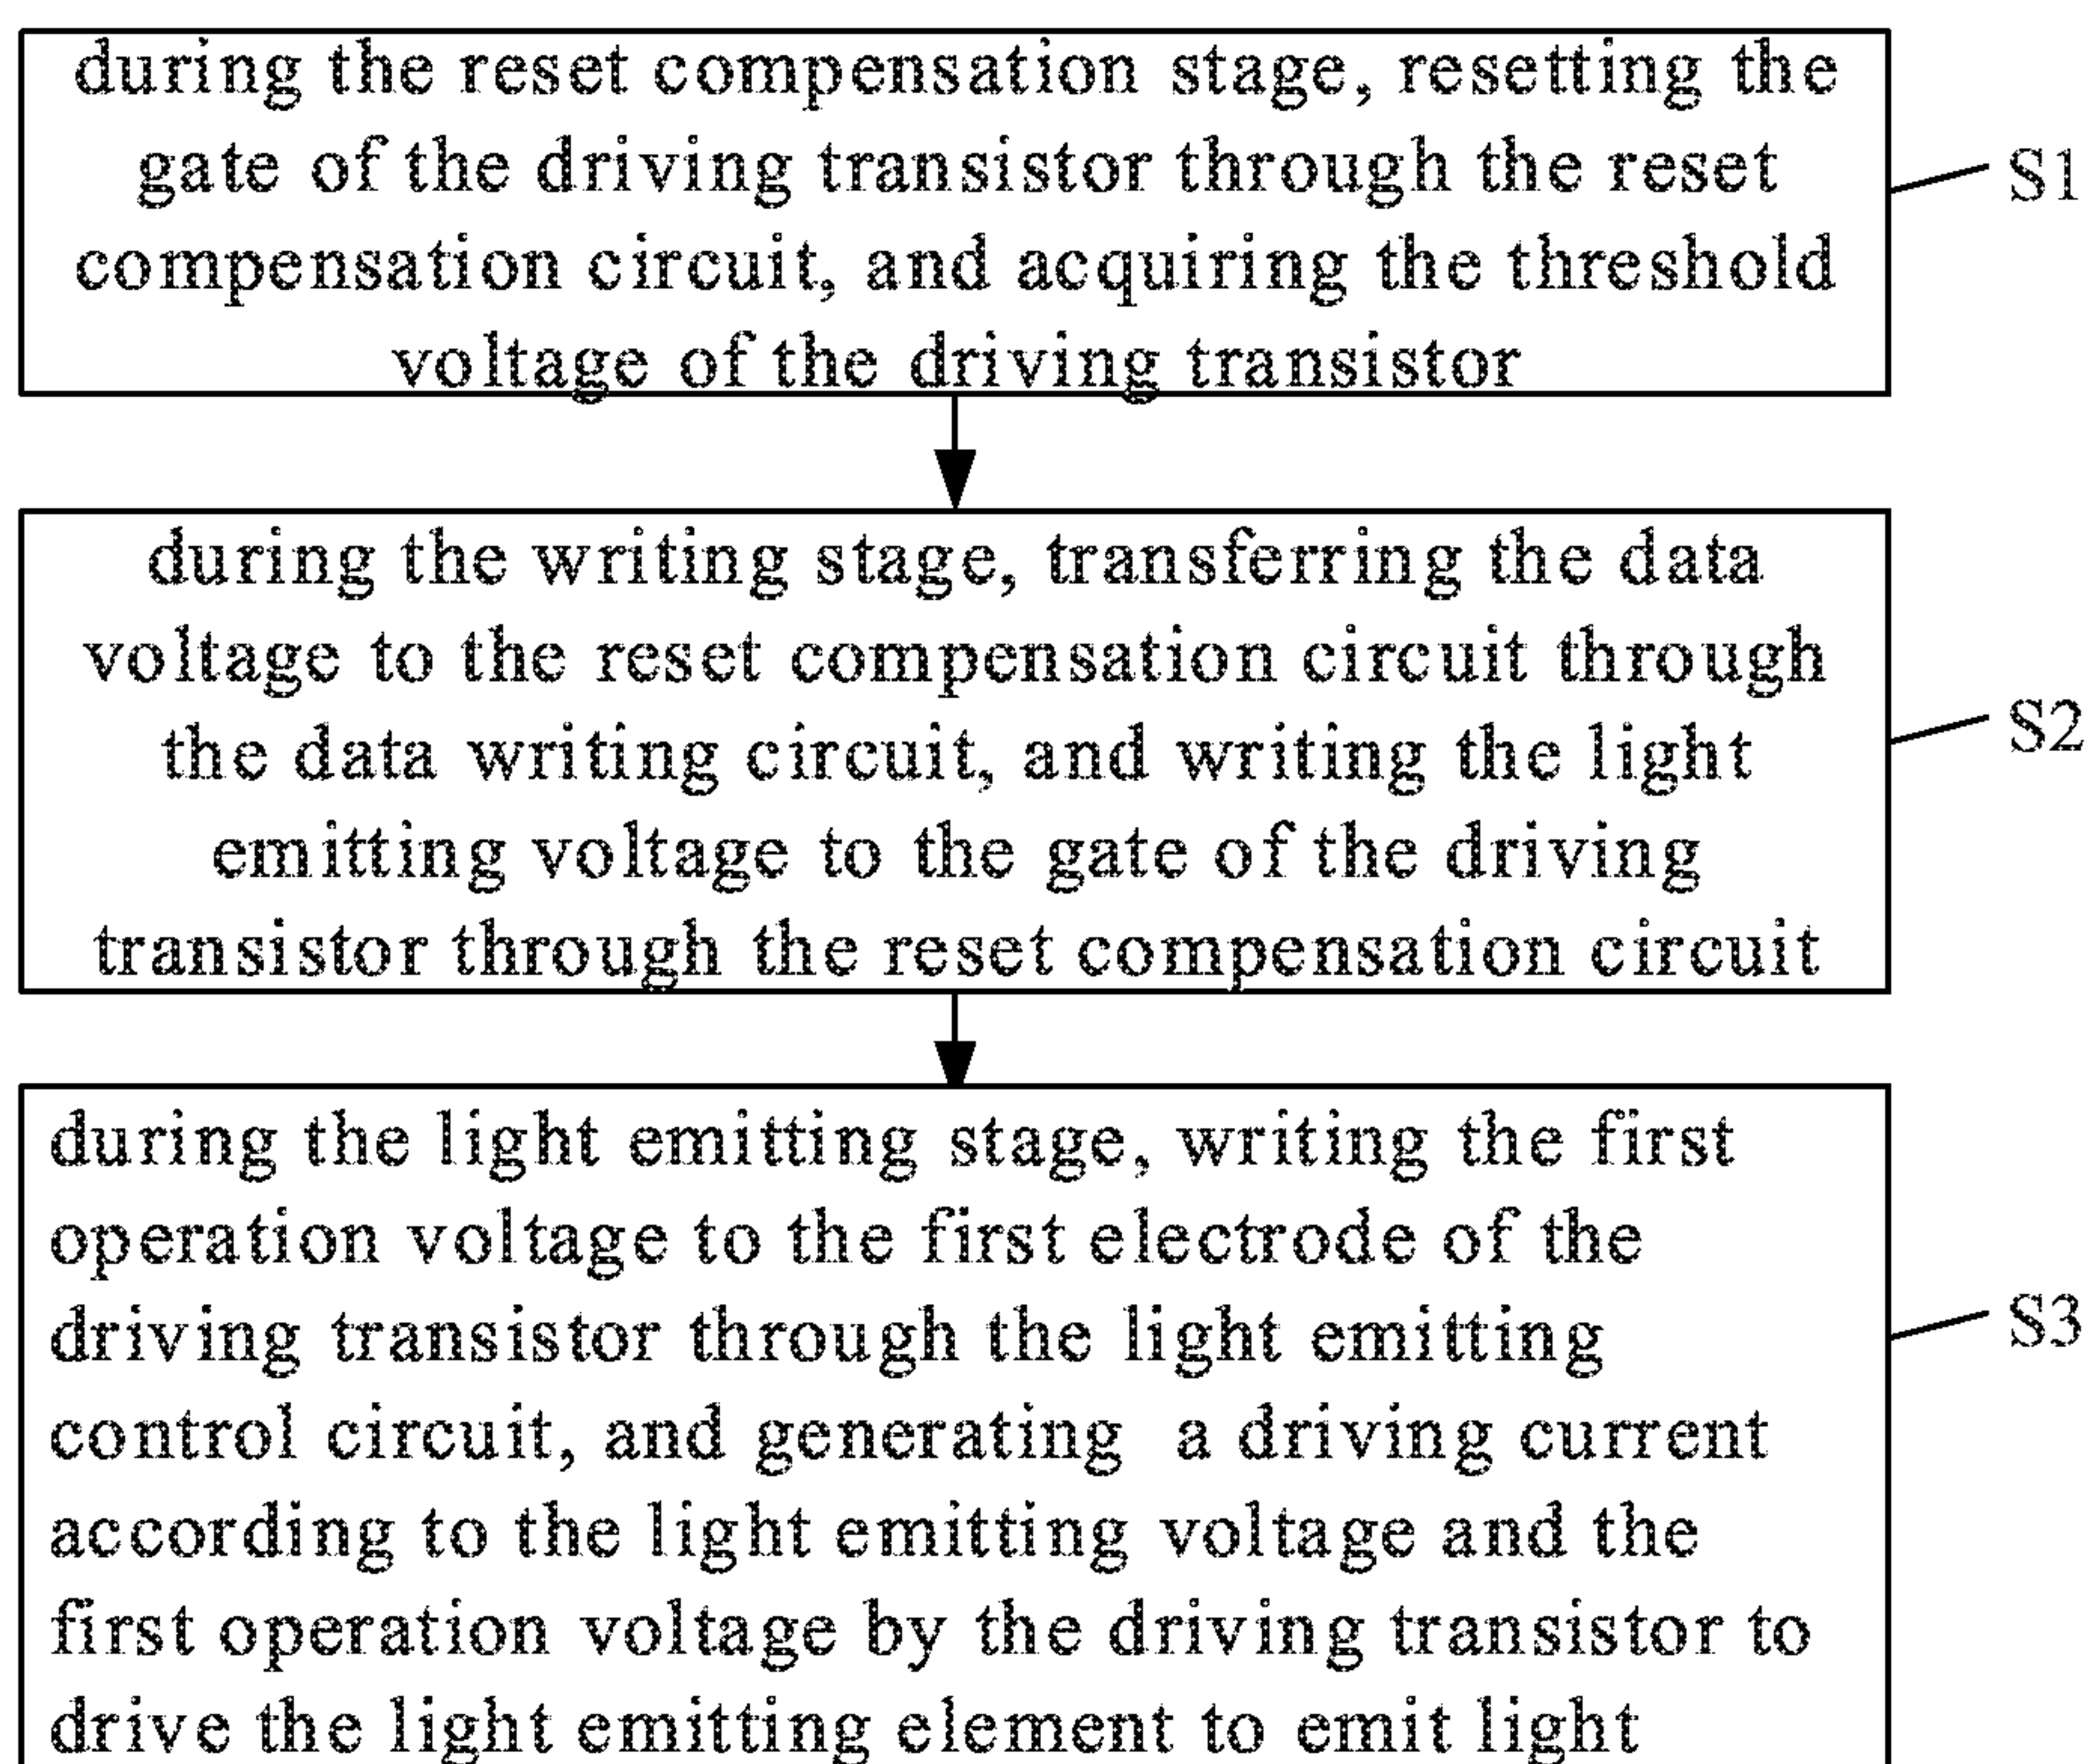 during the reset compensation stage, resetting the
gate of the driving transistor through the reset
compensation circuit, and acquiring the threshold
voltage of the driving transistor
S1
during the writing stage, transferring the data
voltage to the reset compensation circuit through
the data writing circuit, and writing the light
emitting voltage to the gate of the driving
transistor through the reset compensation circuit
S2
during the light emitting stage, writing the first
operation voltage to the first electrode of the
driving transistor through the light emitting
control circuit, and generating a driving current
according to the light emitting voltage and the
first operation voltage by the driving transistor to
drive the light emitting element to emit light
S3